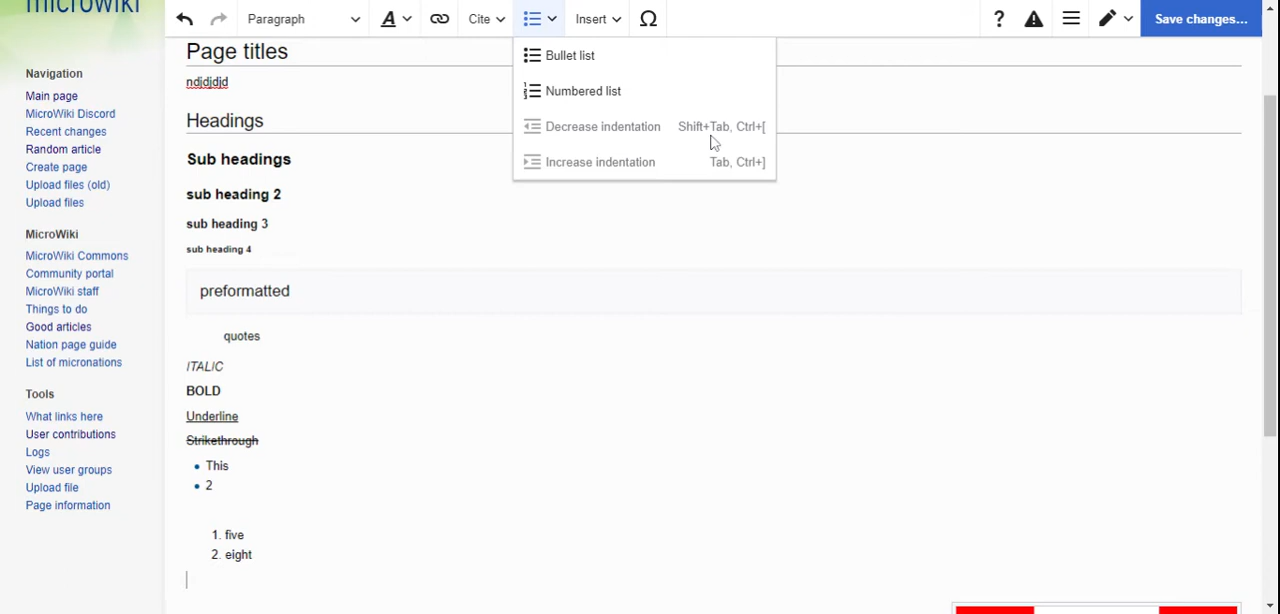 microwiki
Paragraph
A
Cite
Insert
Ω
?
Save changes...
Bullet list
Numbered list
Decrease indentation Shift+Tab, Ctrl+[
Increase indentation Tab, Ctrl+]
Navigation
Main page
MicroWiki Discord
Recent changes
Random article
Create page
Upload files (old)
Upload files
MicroWiki
MicroWiki Commons
Community portal
MicroWiki staff
Things to do
Good articles
Nation page guide
List of micronations
Tools
What links here
User contributions
Logs
View user groups
Upload file
Page information
Page titles
ndjdjdjd
Headings
Sub headings
sub heading 2
sub heading 3
sub heading 4
preformatted
quotes
ITALIC
BOLD
Underline
Strikethrough
• This
• 2
1. five
2. eight